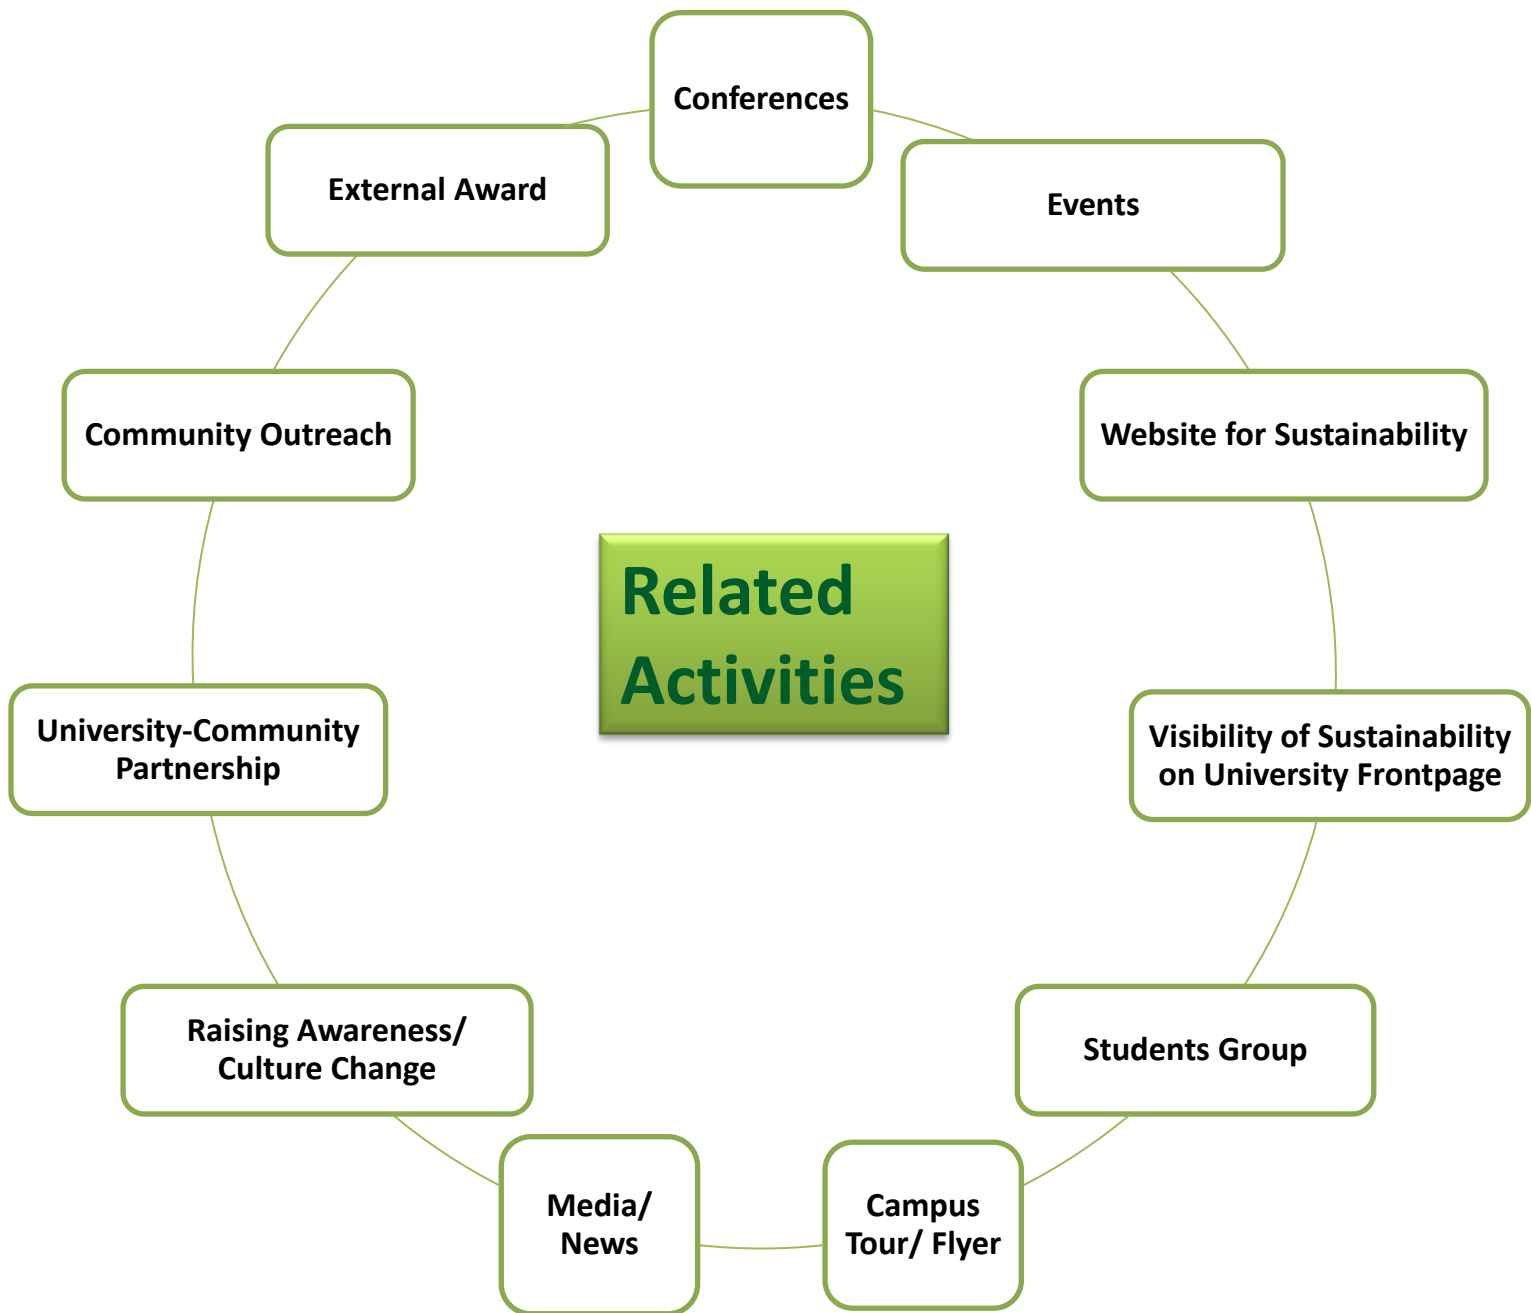 Conferences
External Award
Events
Community Outreach
Website for Sustainability
Related
Activities
University-Community
Partnership
Visibility of Sustainability
on University Frontpage
Raising Awareness/
Culture Change
Students Group
Media/
News
Campus
Tour/ Flyer